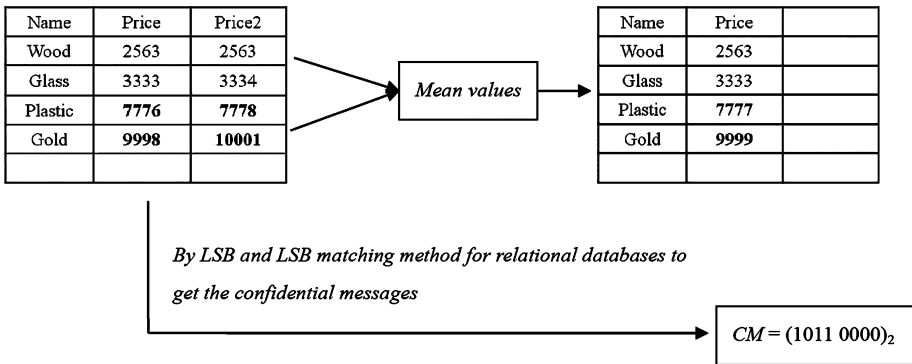 Name Price Price2
Wood 2563 2563
Glass 3333 3334
Plastic 7776 7778
Gold 9998 10001
Mean values
Name Price
Wood 2563
Glass 3333
Plastic 7777
Gold 9999
By LSB and LSB matching method for relational databases to
get the confidential messages
CM = (1011 0000)₂